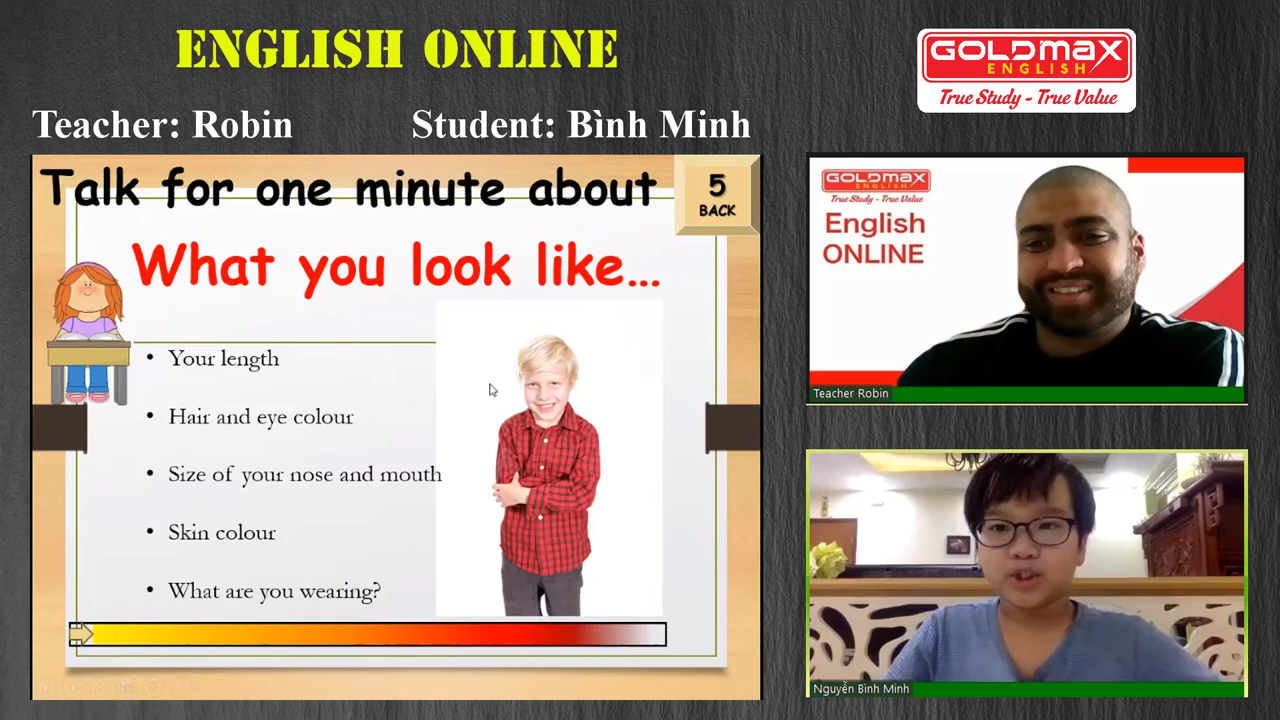 ENGLISH ONLINE
GOLDMAX
ENGLISH
True Study - True Value
Teacher: Robin Student: Bình Minh
Talk for one minute about
5
BACK
What you look like...
• Your length
• Hair and eye colour
• Size of your nose and mouth
• Skin colour
• What are you wearing?
GOLDMAX
ENGLISH
True Study - True Value
English
ONLINE
Teacher Robin
Nguyễn Bình Minh